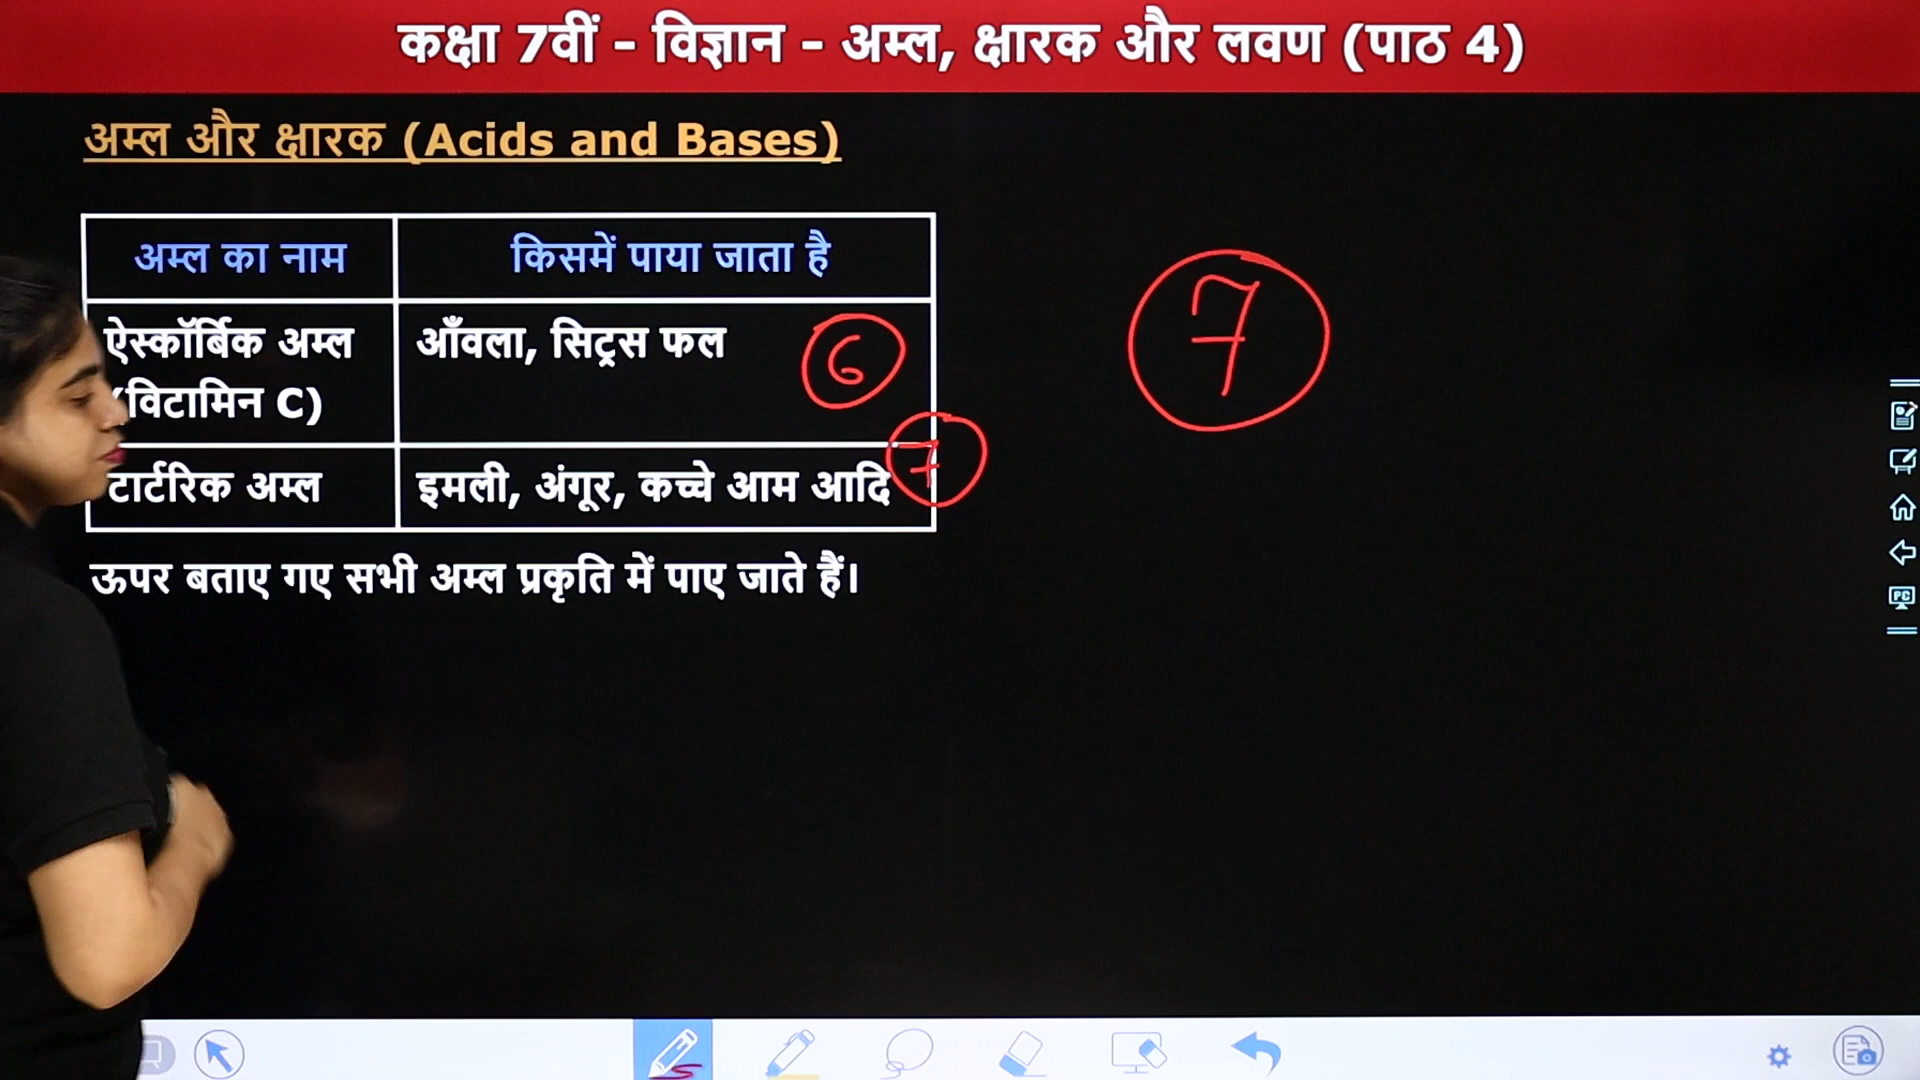 कक्षा 7वीं - विज्ञान - अम्ल, क्षारक और लवण (पाठ 4)
अम्ल और क्षारक (Acids and Bases)
अम्ल का नाम किसमें पाया जाता है
ऐस्कॉर्बिक अम्ल आँवला, सिट्रस फल 6
(विटामिन C)
7
टार्टरिक अम्ल इमली, अंगूर, कच्चे आम आदि 7
ऊपर बताए गए सभी अम्ल प्रकृति में पाए जाते हैं।
PC